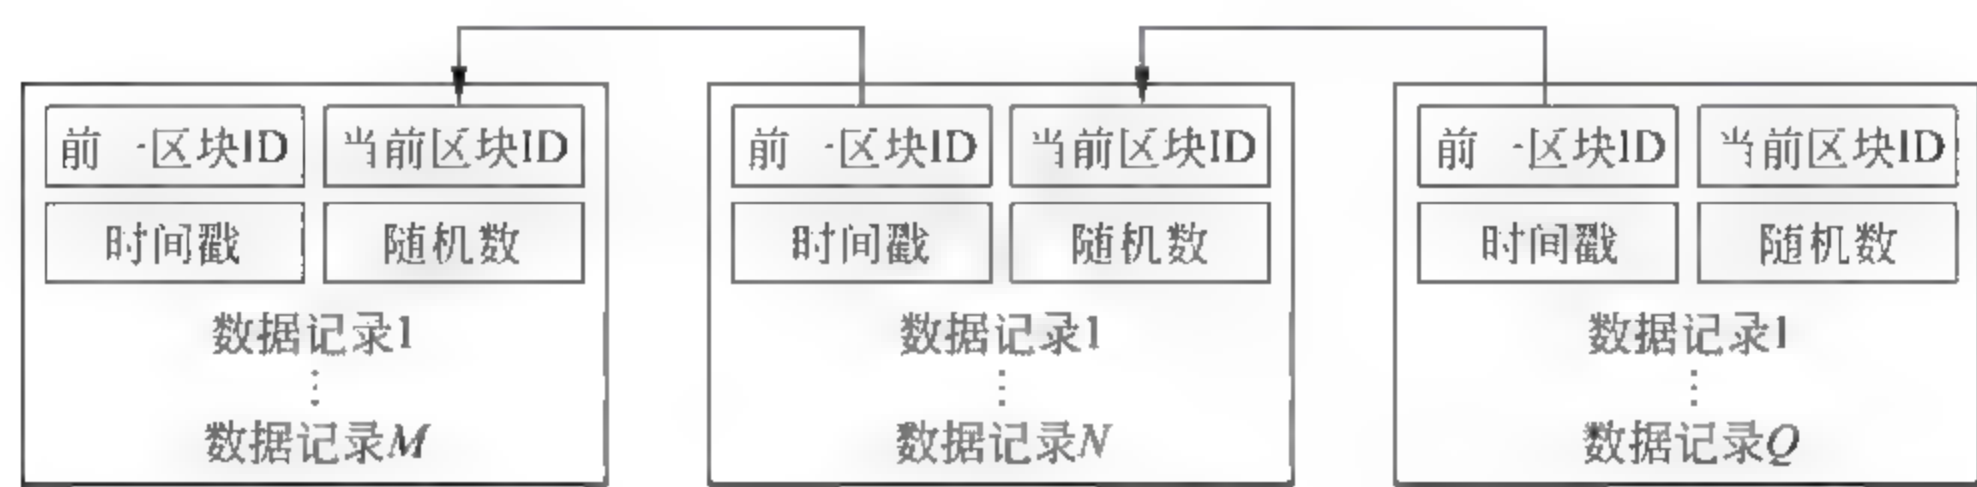 前一区块ID 当前区块ID 前一区块ID 当前区块ID 前一区块ID 当前区块ID
时间戳 随机数 时间戳 随机数 时间戳 随机数
数据记录1 数据记录1 数据记录1
⋮ ⋮ ⋮
数据记录M 数据记录N 数据记录Q